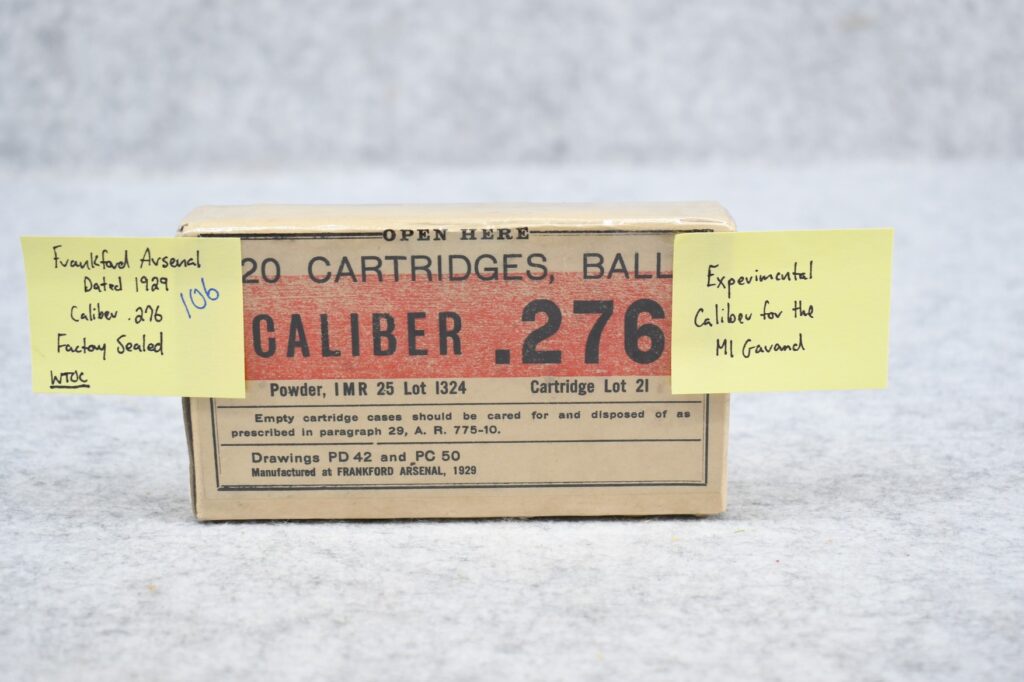 Frankford Arsenal
Dated 1929
Caliber .276
Factory Sealed
WTOC
106
OPEN HERE
20 CARTRIDGES, BALL
CALIBER .276
Powder, IMR 25 Lot 1324 Cartridge Lot 21
Empty cartridge cases should be cared for and disposed of as
prescribed in paragraph 29, A. R. 775-10.
Drawings PD 42 and PC 50
Manufactured at FRANKFORD ARSENAL, 1929
Experimental
Caliber for the
M1 Garand